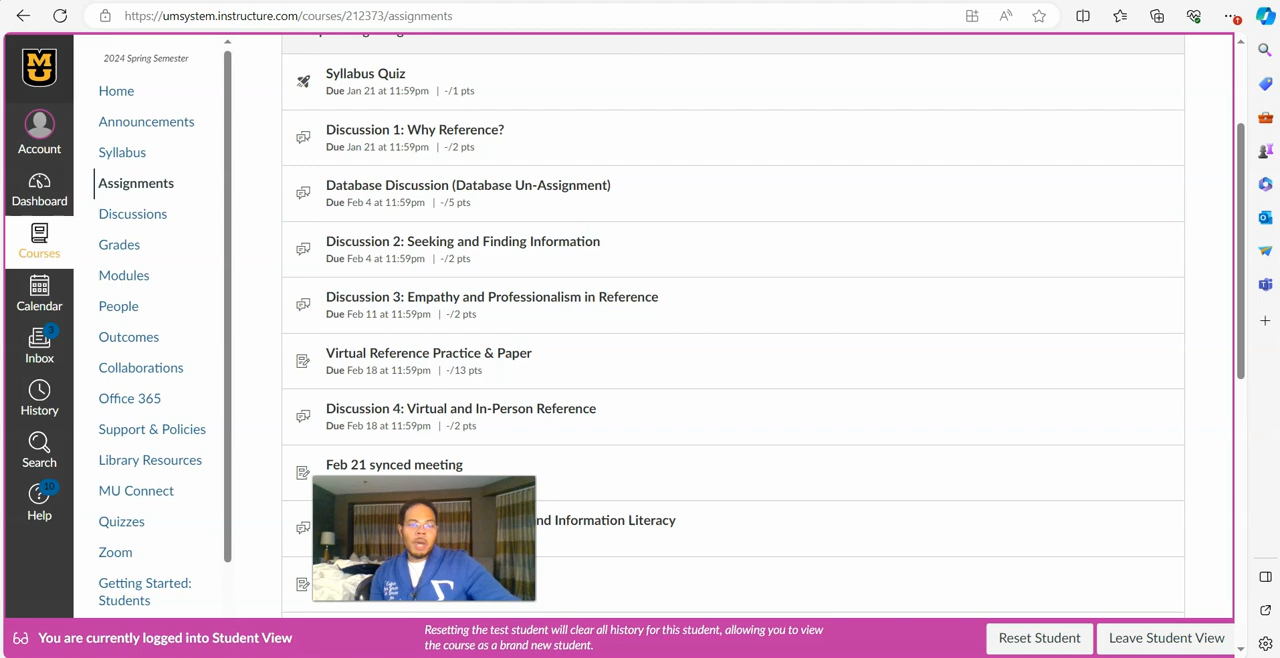 https://umsystem.instructure.com/courses/212373/assignments
MU
Account
Dashboard
Courses
Calendar
3
Inbox
History
Search
10
Help
2024 Spring Semester
Home
Announcements
Syllabus
Assignments
Discussions
Grades
Modules
People
Outcomes
Collaborations
Office 365
Support & Policies
Library Resources
MU Connect
Quizzes
Zoom
Getting Started:
Students
Syllabus Quiz
Due Jan 21 at 11:59pm | -/1 pts
Discussion 1: Why Reference?
Due Jan 21 at 11:59pm | -/2 pts
Database Discussion (Database Un-Assignment)
Due Feb 4 at 11:59pm | -/5 pts
Discussion 2: Seeking and Finding Information
Due Feb 4 at 11:59pm | -/2 pts
Discussion 3: Empathy and Professionalism in Reference
Due Feb 11 at 11:59pm | -/2 pts
Virtual Reference Practice & Paper
Due Feb 18 at 11:59pm | -/13 pts
Discussion 4: Virtual and In-Person Reference
Due Feb 18 at 11:59pm | -/2 pts
Feb 21 synced meeting
nd Information Literacy
Σ
You are currently logged into Student View
Resetting the test student will clear all history for this student, allowing you to view
the course as a brand new student.
Reset Student
Leave Student View